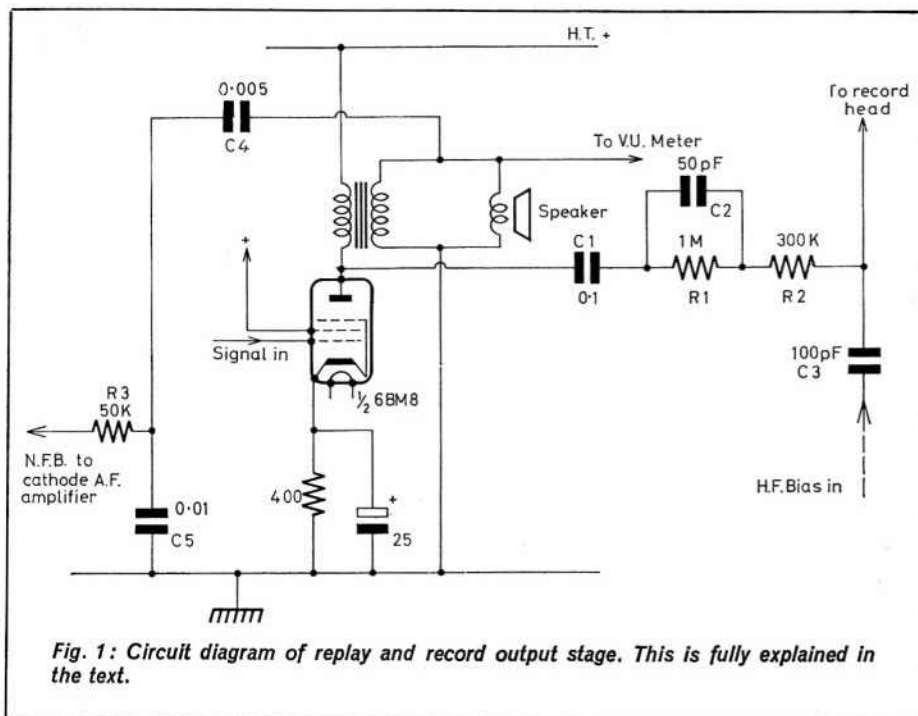 H.T. +
0·005
C4
To record
head
To V.U. Meter
50pF
C2
Speaker
C1
0·1
1M
R1
300K
R2
+
Signal in
½ 6BM8
100pF
C3
R3
50K
N.F.B. to
cathode A.F.
amplifier
H.F. Bias in
400
+
25
0·01
C5
Fig. 1: Circuit diagram of replay and record output stage. This is fully explained in
the text.